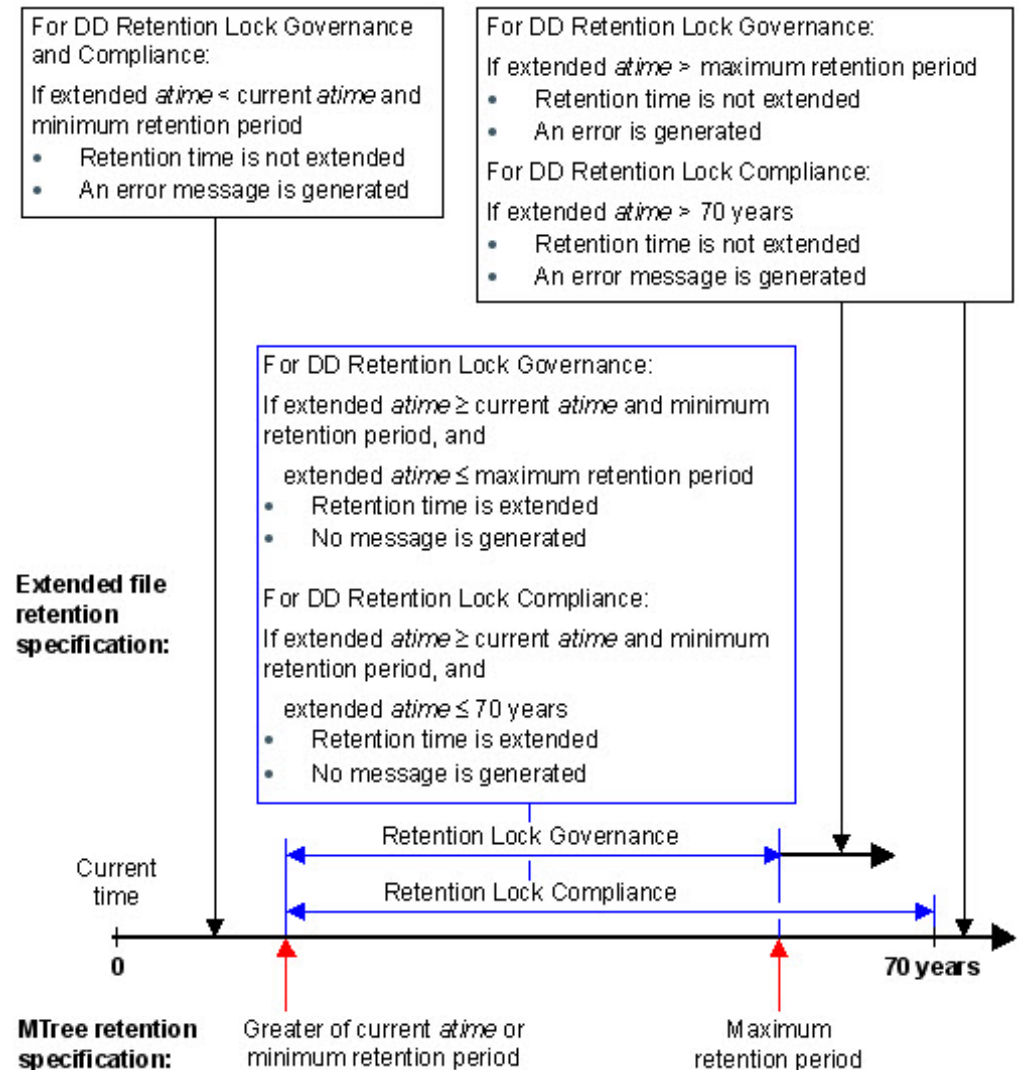 For DD Retention Lock Governance
and Compliance:
If extended atime < current atime and
minimum retention period
• Retention time is not extended
• An error message is generated
For DD Retention Lock Governance:
If extended atime > maximum retention period
• Retention time is not extended
• An error is generated
For DD Retention Lock Compliance:
If extended atime > 70 years
• Retention time is not extended
• An error message is generated
For DD Retention Lock Governance:
If extended atime ≥ current atime and minimum
retention period, and
extended atime ≤ maximum retention period
• Retention time is extended
• No message is generated
For DD Retention Lock Compliance:
If extended atime ≥ current atime and minimum
retention period, and
extended atime ≤ 70 years
• Retention time is extended
• No message is generated
Extended file
retention
specification:
Retention Lock Governance
Current
time
Retention Lock Compliance
0
70 years
MTree retention
specification:
Greater of current atime or
minimum retention period
Maximum
retention period